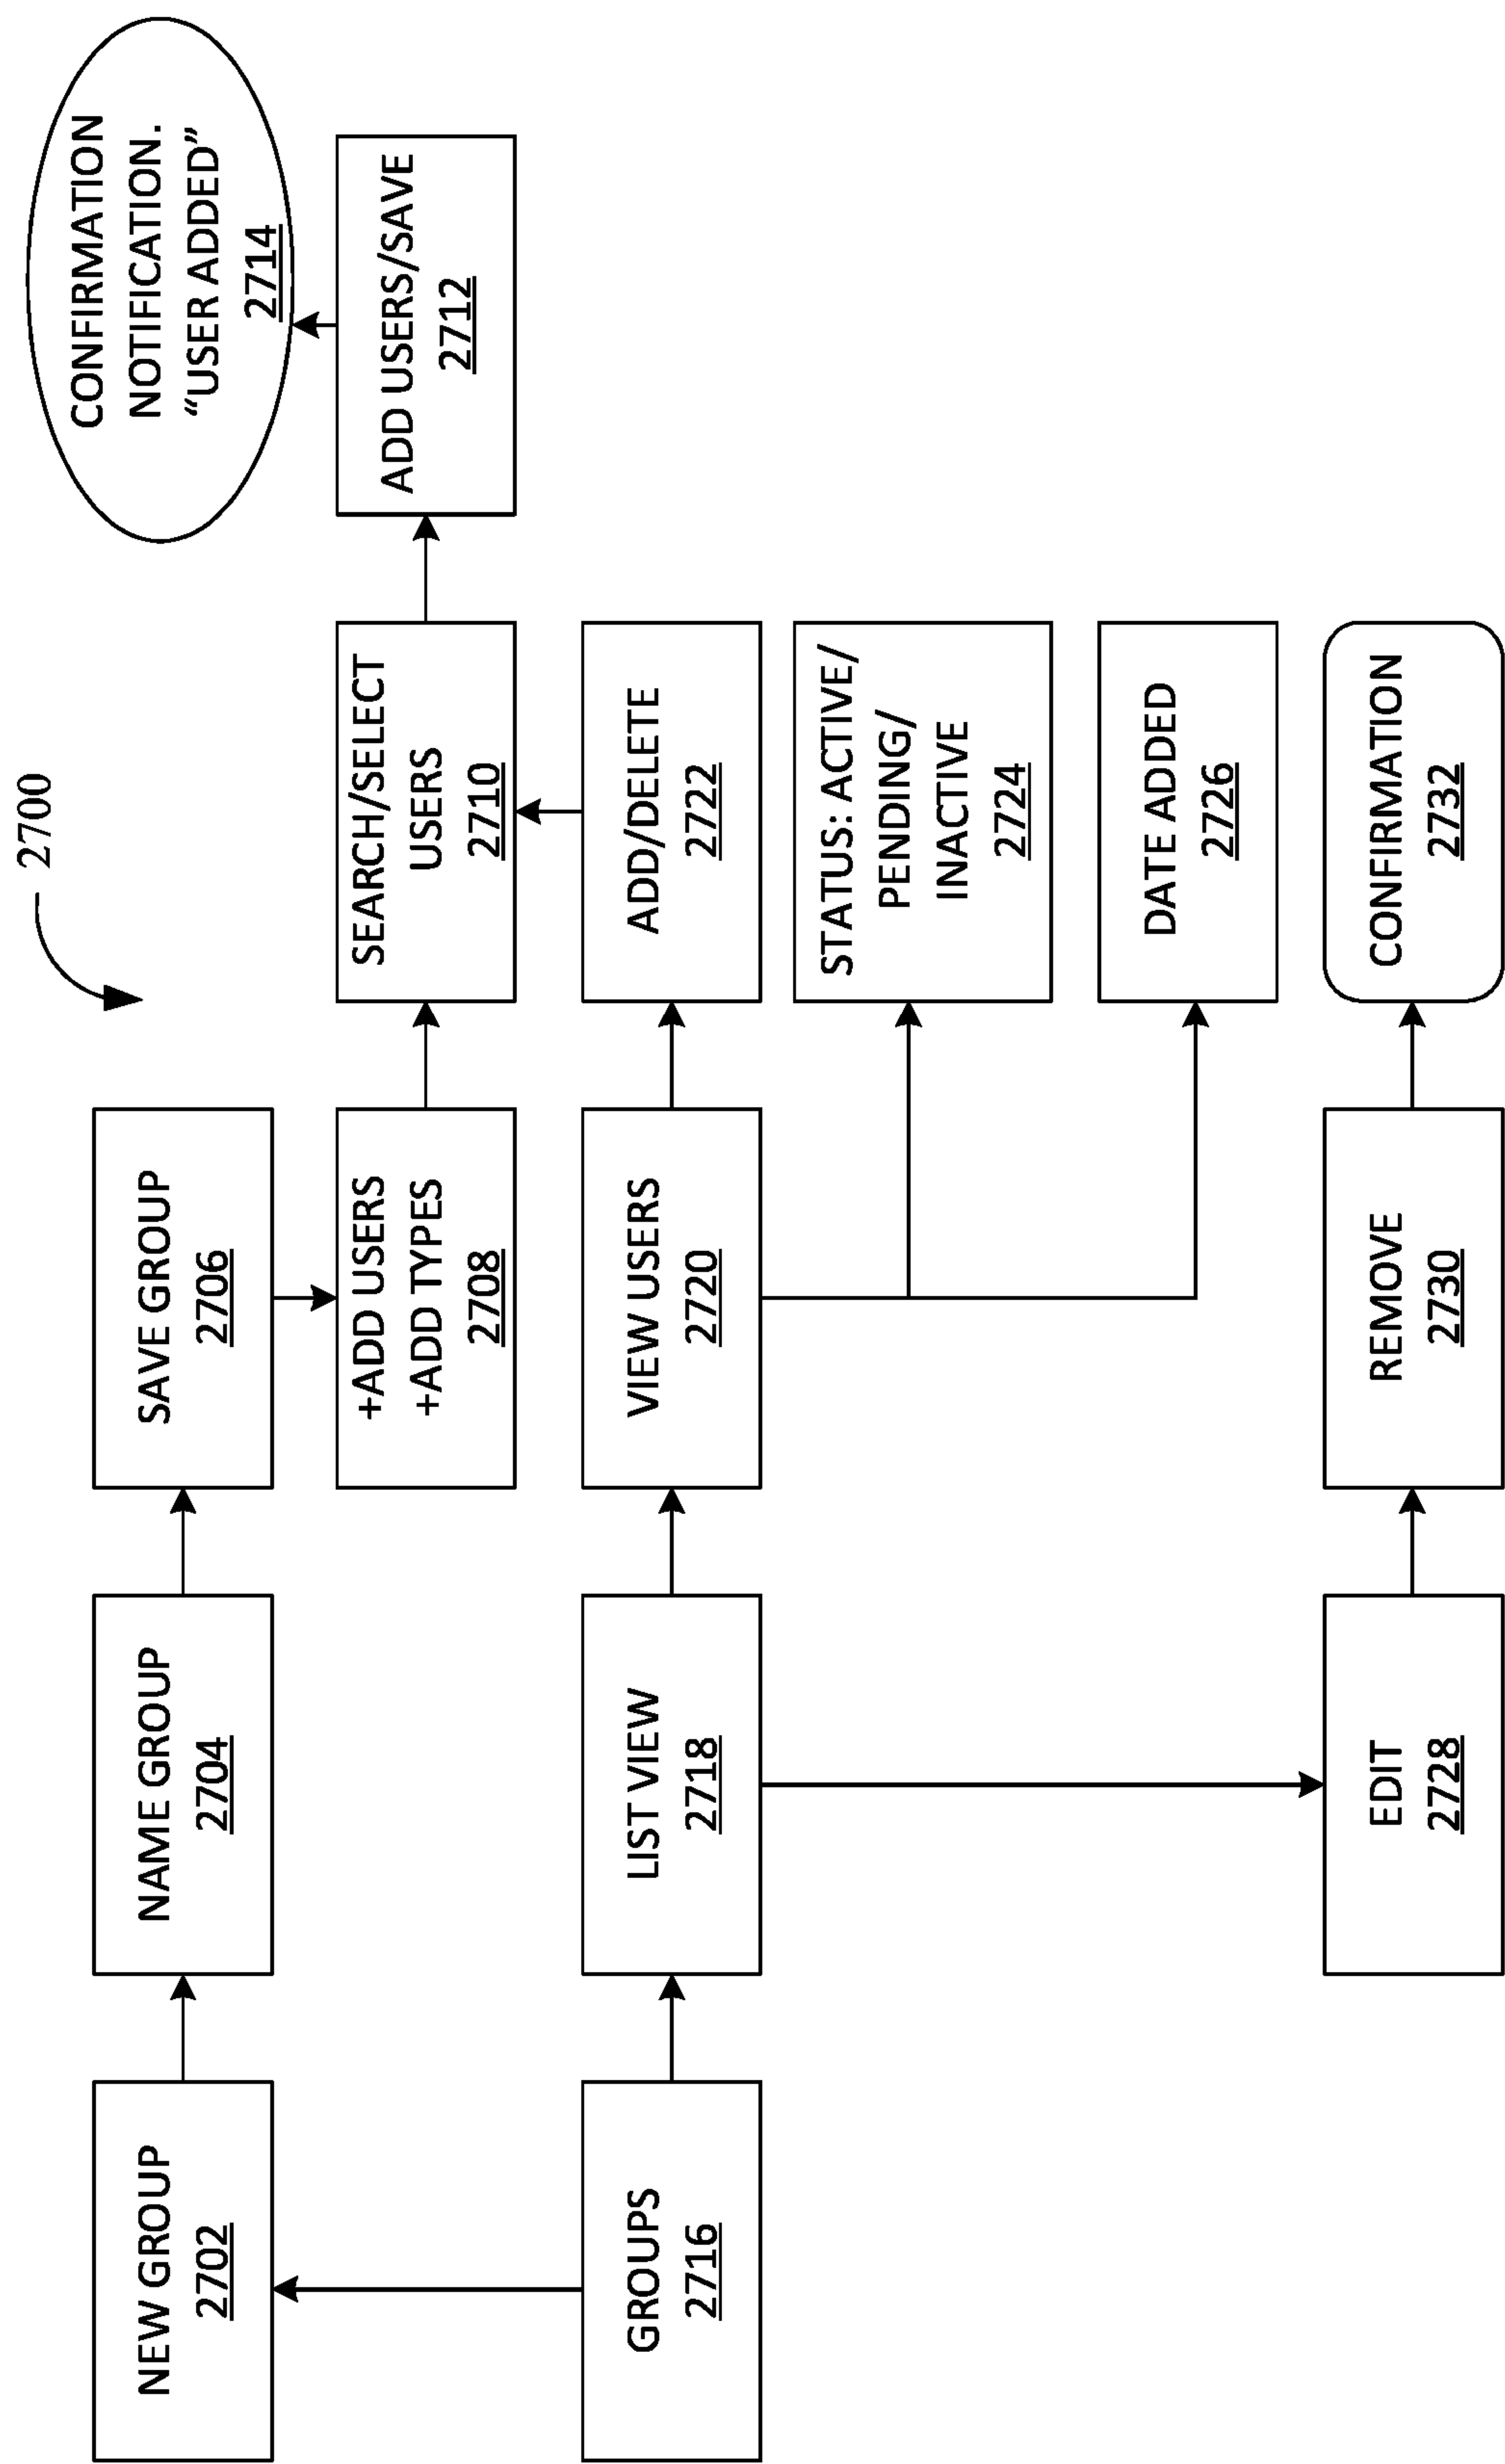 2700
NEW GROUP
2702
NAME GROUP
2704
SAVE GROUP
2706
CONFIRMATION
NOTIFICATION.
“USER ADDED”
2714
+ADD USERS
+ADD TYPES
2708
SEARCH/SELECT
USERS
2710
ADD USERS/SAVE
2712
GROUPS
2716
LIST VIEW
2718
VIEW USERS
2720
ADD/DELETE
2722
STATUS: ACTIVE/
PENDING/
INACTIVE
2724
DATE ADDED
2726
EDIT
2728
REMOVE
2730
CONFIRMATION
2732